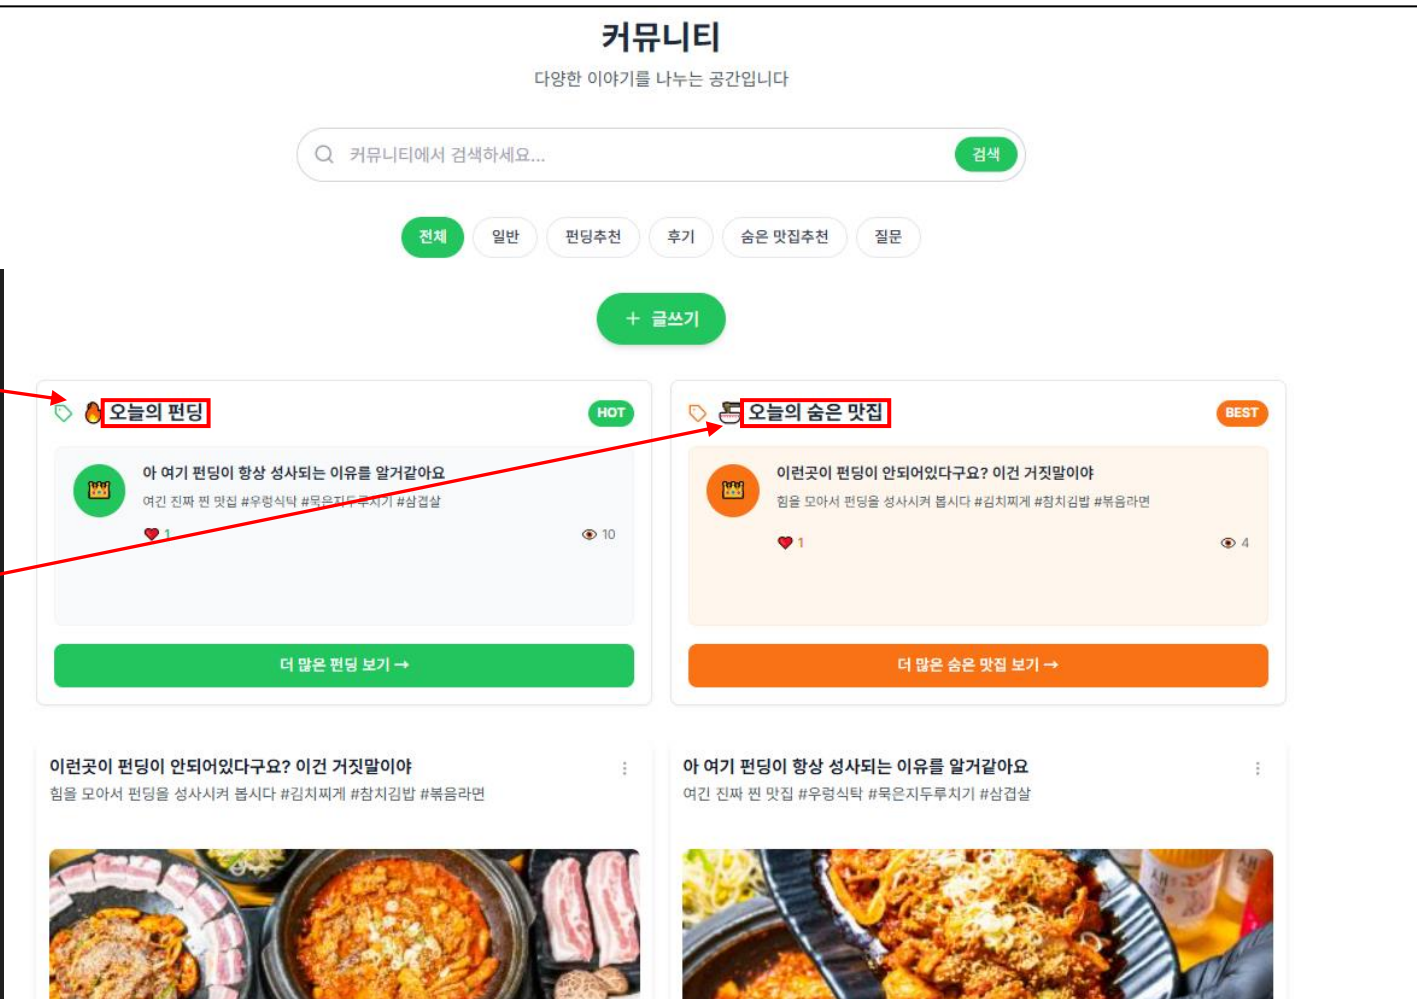 커뮤니티
다양한 이야기를 나누는 공간입니다
커뮤니티에서 검색하세요...
검색
전체
일반
펀딩추천
후기
숨은 맛집추천
질문
+ 글쓰기
오늘의 펀딩
HOT
아 여기 펀딩이 항상 성사되는 이유를 알거같아요
여긴 진짜 찐 맛집 #우렁식탁 #묵은지두루치기 #삼겹살
1
10
더 많은 펀딩 보기 →
오늘의 숨은 맛집
BEST
이런곳이 펀딩이 안되어있다구요? 이건 거짓말이야
힘을 모아서 펀딩을 성사시켜 봅시다 #김치찌게 #참치김밥 #볶음라면
1
4
더 많은 숨은 맛집 보기 →
이런곳이 펀딩이 안되어있다구요? 이건 거짓말이야
힘을 모아서 펀딩을 성사시켜 봅시다 #김치찌게 #참치김밥 #볶음라면
아 여기 펀딩이 항상 성사되는 이유를 알거같아요
여긴 진짜 찐 맛집 #우렁식탁 #묵은지두루치기 #삼겹살